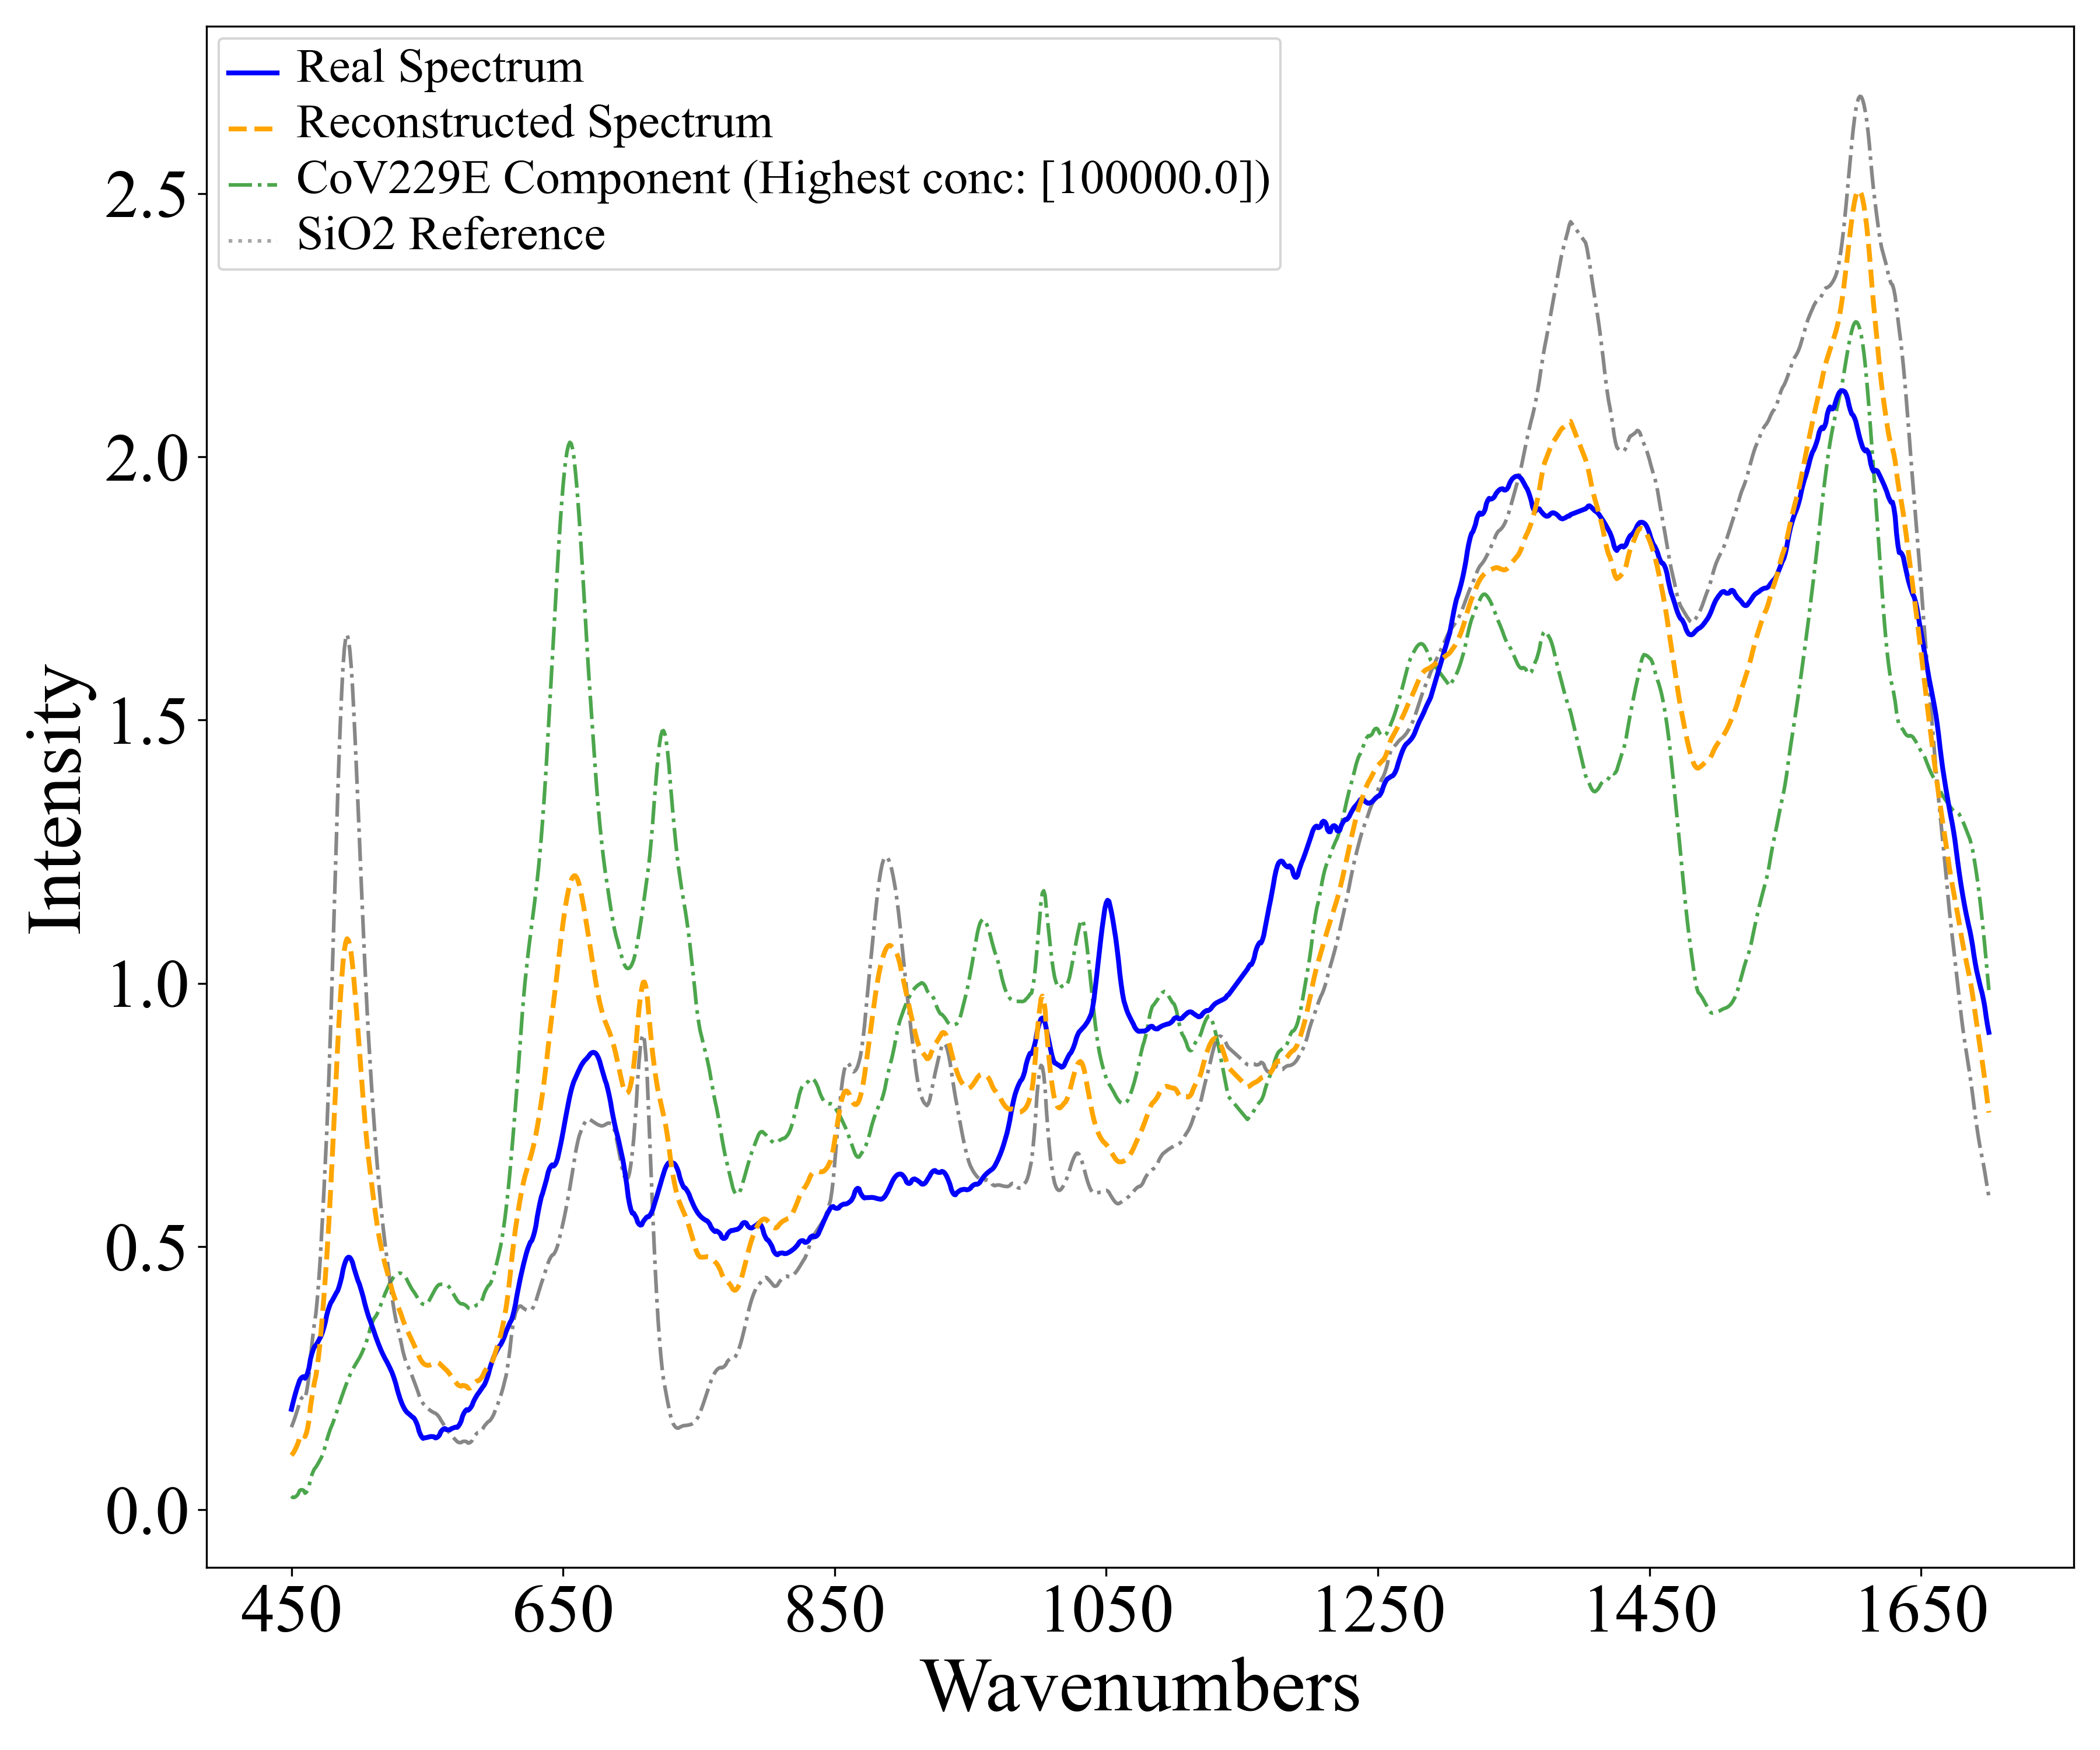 Real Spectrum
Reconstructed Spectrum
CoV229E Component (Highest conc: [100000.0])
SiO2 Reference
2.5
2.0
1.5
1.0
0.5
0.0
Intensity
450 650 850 1050 1250 1450 1650
Wavenumbers